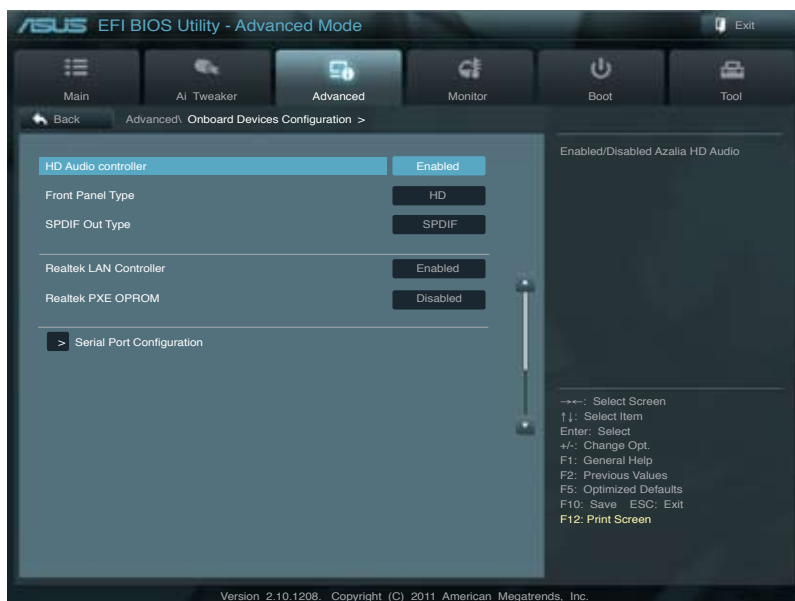 ASUS EFI BIOS Utility - Advanced Mode
Exit
Main Ai Tweaker Advanced Monitor Boot Tool
Back Advanced\ Onboard Devices Configuration >
HD Audio controller Enabled
Front Panel Type HD
SPDIF Out Type SPDIF
Realtek LAN Controller Enabled
Realtek PXE OPROM Disabled
> Serial Port Configuration
Enabled/Disabled Azalia HD Audio
→←: Select Screen
↑↓: Select Item
Enter: Select
+/-: Change Opt.
F1: General Help
F2: Previous Values
F5: Optimized Defaults
F10: Save ESC: Exit
F12: Print Screen
Version 2.10.1208. Copyright (C) 2011 American Megatrends, Inc.